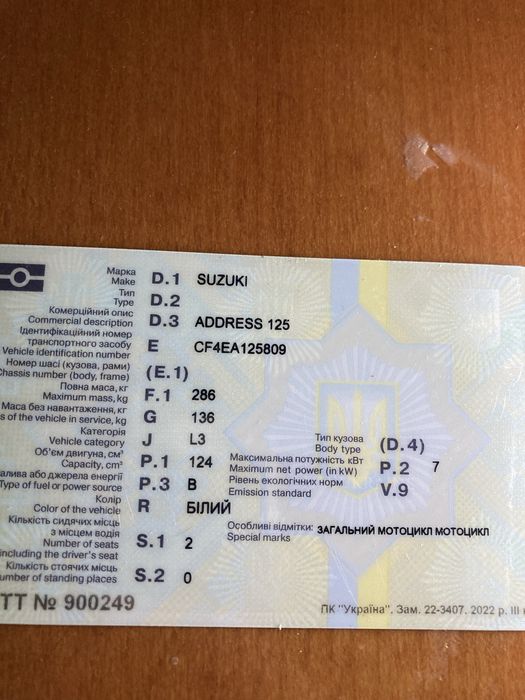 Марка
Make D.1 SUZUKI
Тип
Type D.2
Комерційний опис
Commercial description D.3 ADDRESS 125
Ідентифікаційний номер
транспортного засобу
Vehicle identification number E CF4EA125809
Номер шасі (кузова, рами)
Chassis number (body, frame) (E.1)
Повна маса, кг
Maximum mass, kg F.1 286
Маса без навантаження, кг
of the vehicle in service, kg G 136
Категорія
Vehicle category J L3
Тип кузова
Body type (D.4)
Об'єм двигуна, см³
Capacity, cm³ P.1 124
Максимальна потужність кВт
Maximum net power (in kW) P.2 7
енергії
Type of fuel or power source P.3 B
Рівень екологічних норм
Emission standard V.9
Колір
Color of the vehicle R БІЛИЙ
Кількість сидячих місць
з місцем водія
Number of seats
including the driver's seat S.1 2
Особливі відмітки: ЗАГАЛЬНИЙ МОТОЦИКЛ МОТОЦИКЛ
Special marks
Кількість стоячих місць
number of standing places S.2 0
ТТ № 900249
ПК "Україна". Зам. 22-3407. 2022 р. III